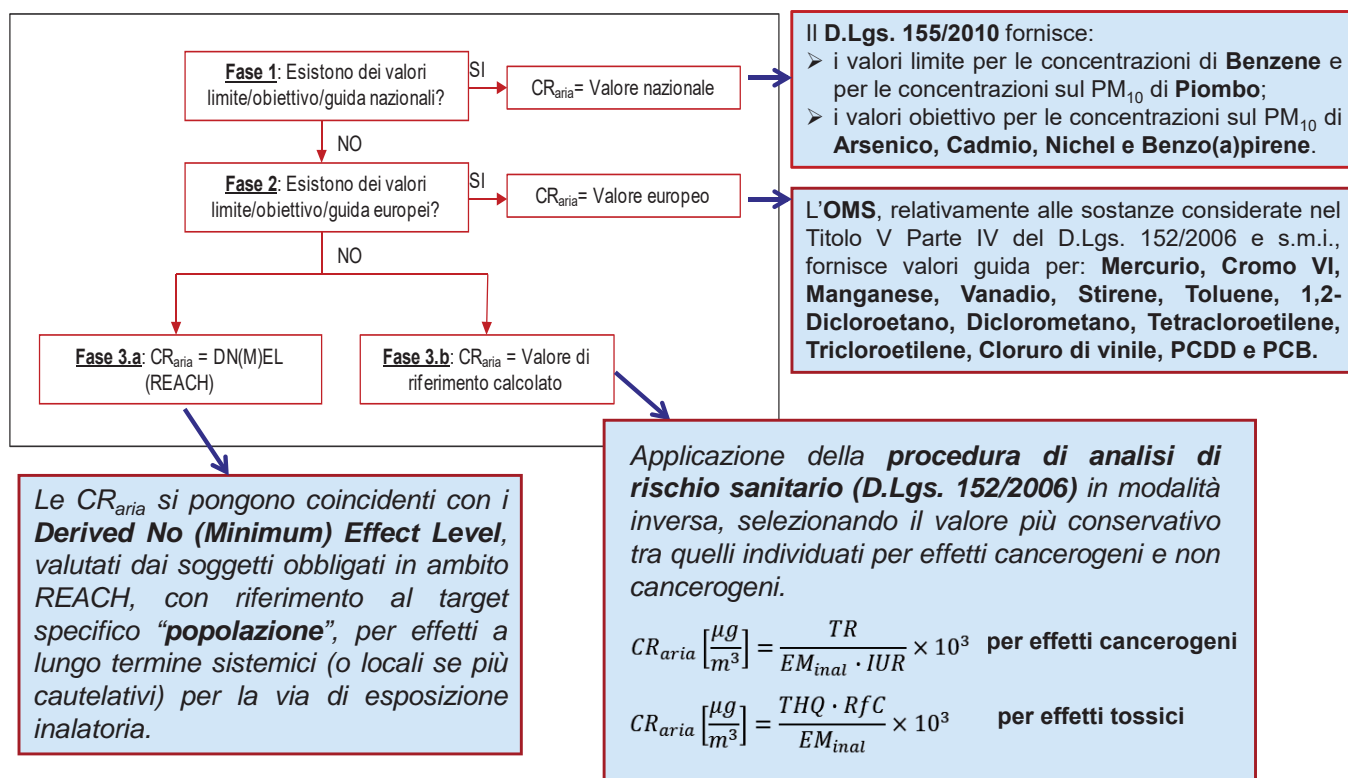 Fase 1: Esistono dei valori
limite/obiettivo/guida nazionali?
SI
CRaria= Valore nazionale
NO
Fase 2: Esistono dei valori
limite/obiettivo/guida europei?
SI
CRaria= Valore europeo
NO
Fase 3.a: CRaria = DN(M)EL
(REACH)
Fase 3.b: CRaria = Valore di
riferimento calcolato
Il D.Lgs. 155/2010 fornisce:
➢ i valori limite per le concentrazioni di Benzene e
per le concentrazioni sul PM10 di Piombo;
➢ i valori obiettivo per le concentrazioni sul PM10 di
Arsenico, Cadmio, Nichel e Benzo(a)pirene.
L'OMS, relativamente alle sostanze considerate nel
Titolo V Parte IV del D.Lgs. 152/2006 e s.m.i.,
fornisce valori guida per: Mercurio, Cromo VI,
Manganese, Vanadio, Stirene, Toluene, 1,2-
Dicloroetano, Diclorometano, Tetracloroetilene,
Tricloroetilene, Cloruro di vinile, PCDD e PCB.
Le CRaria si pongono coincidenti con i
Derived No (Minimum) Effect Level,
valutati dai soggetti obbligati in ambito
REACH, con riferimento al target
specifico “popolazione”, per effetti a
lungo termine sistemici (o locali se più
cautelativi) per la via di esposizione
inalatoria.
Applicazione della procedura di analisi di
rischio sanitario (D.Lgs. 152/2006) in modalità
inversa, selezionando il valore più conservativo
tra quelli individuati per effetti cancerogeni e non
cancerogeni.
CRaria [μg/m³] = TR / (EMinal · IUR) × 10³ per effetti cancerogeni
CRaria [μg/m³] = (THQ · RfC) / EMinal × 10³ per effetti tossici